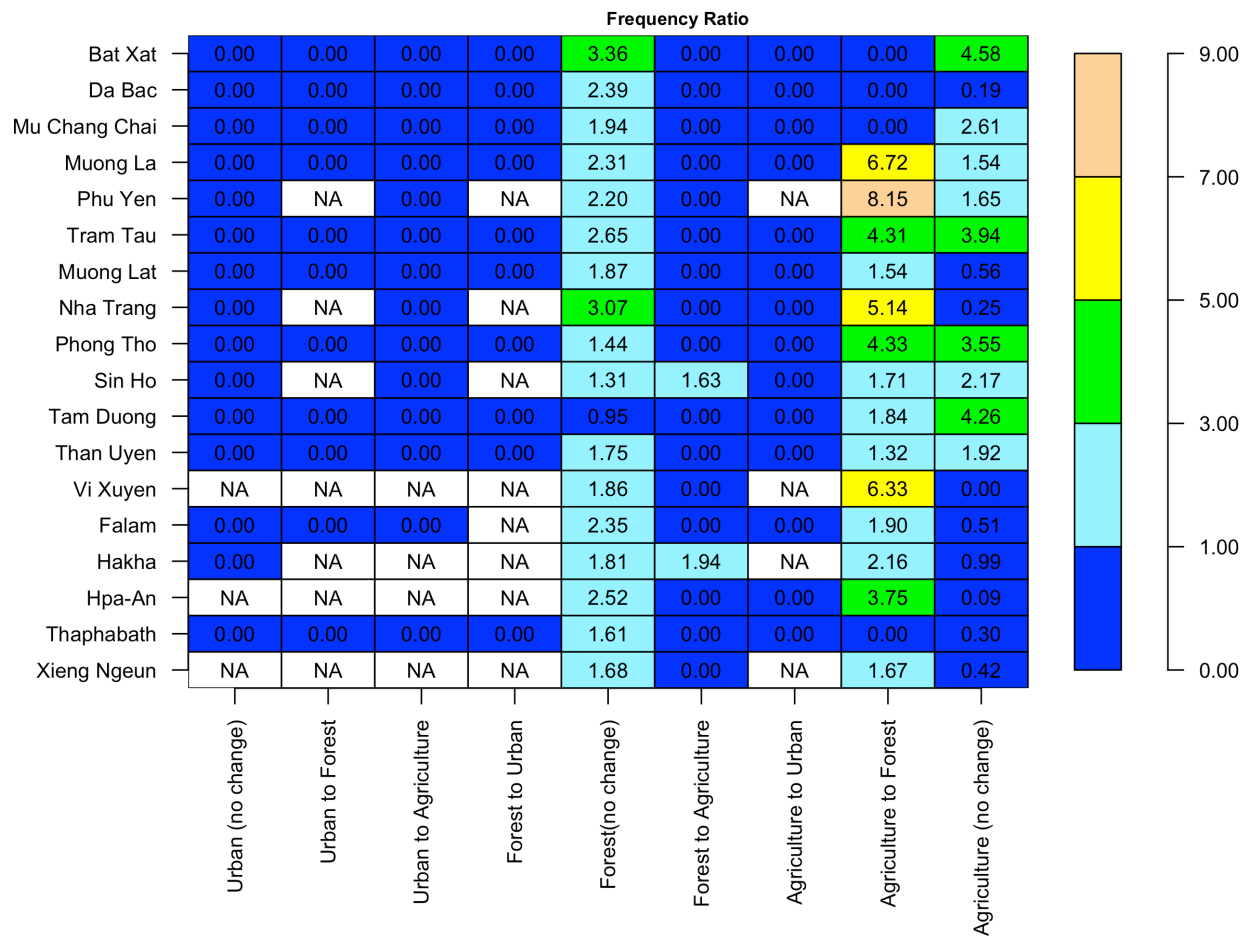 Frequency Ratio
Bat Xat 0.00 0.00 0.00 0.00 3.36 0.00 0.00 0.00 4.58
Da Bac 0.00 0.00 0.00 0.00 2.39 0.00 0.00 0.00 0.19
Mu Chang Chai 0.00 0.00 0.00 0.00 1.94 0.00 0.00 0.00 2.61
Muong La 0.00 0.00 0.00 0.00 2.31 0.00 0.00 6.72 1.54
Phu Yen 0.00 NA 0.00 NA 2.20 0.00 NA 8.15 1.65
Tram Tau 0.00 0.00 0.00 0.00 2.65 0.00 0.00 4.31 3.94
Muong Lat 0.00 0.00 0.00 0.00 1.87 0.00 0.00 1.54 0.56
Nha Trang 0.00 NA 0.00 NA 3.07 0.00 0.00 5.14 0.25
Phong Tho 0.00 0.00 0.00 0.00 1.44 0.00 0.00 4.33 3.55
Sin Ho 0.00 NA 0.00 NA 1.31 1.63 0.00 1.71 2.17
Tam Duong 0.00 0.00 0.00 0.00 0.95 0.00 0.00 1.84 4.26
Than Uyen 0.00 0.00 0.00 0.00 1.75 0.00 0.00 1.32 1.92
Vi Xuyen NA NA NA NA 1.86 0.00 NA 6.33 0.00
Falam 0.00 0.00 0.00 NA 2.35 0.00 0.00 1.90 0.51
Hakha 0.00 NA NA NA 1.81 1.94 NA 2.16 0.99
Hpa-An NA NA NA NA 2.52 0.00 0.00 3.75 0.09
Thaphabath 0.00 0.00 0.00 0.00 1.61 0.00 0.00 0.00 0.30
Xieng Ngeun NA NA NA NA 1.68 0.00 NA 1.67 0.42
Urban (no change)
Urban to Forest
Urban to Agriculture
Forest to Urban
Forest(no change)
Forest to Agriculture
Agriculture to Urban
Agriculture to Forest
Agriculture (no change)
9.00
7.00
5.00
3.00
1.00
0.00